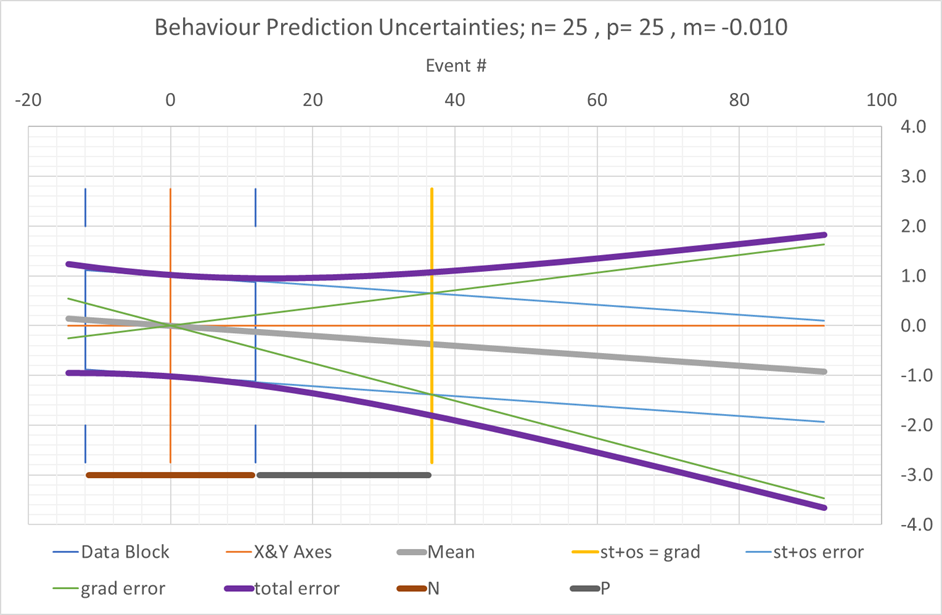 Behaviour Prediction Uncertainties; n= 25 , p= 25 , m= -0.010
Event #
-20 0 20 40 60 80 100
4.0
3.0
2.0
1.0
0.0
-1.0
-2.0
-3.0
-4.0
Data Block X&Y Axes Mean st+os = grad st+os error
grad error total error N P